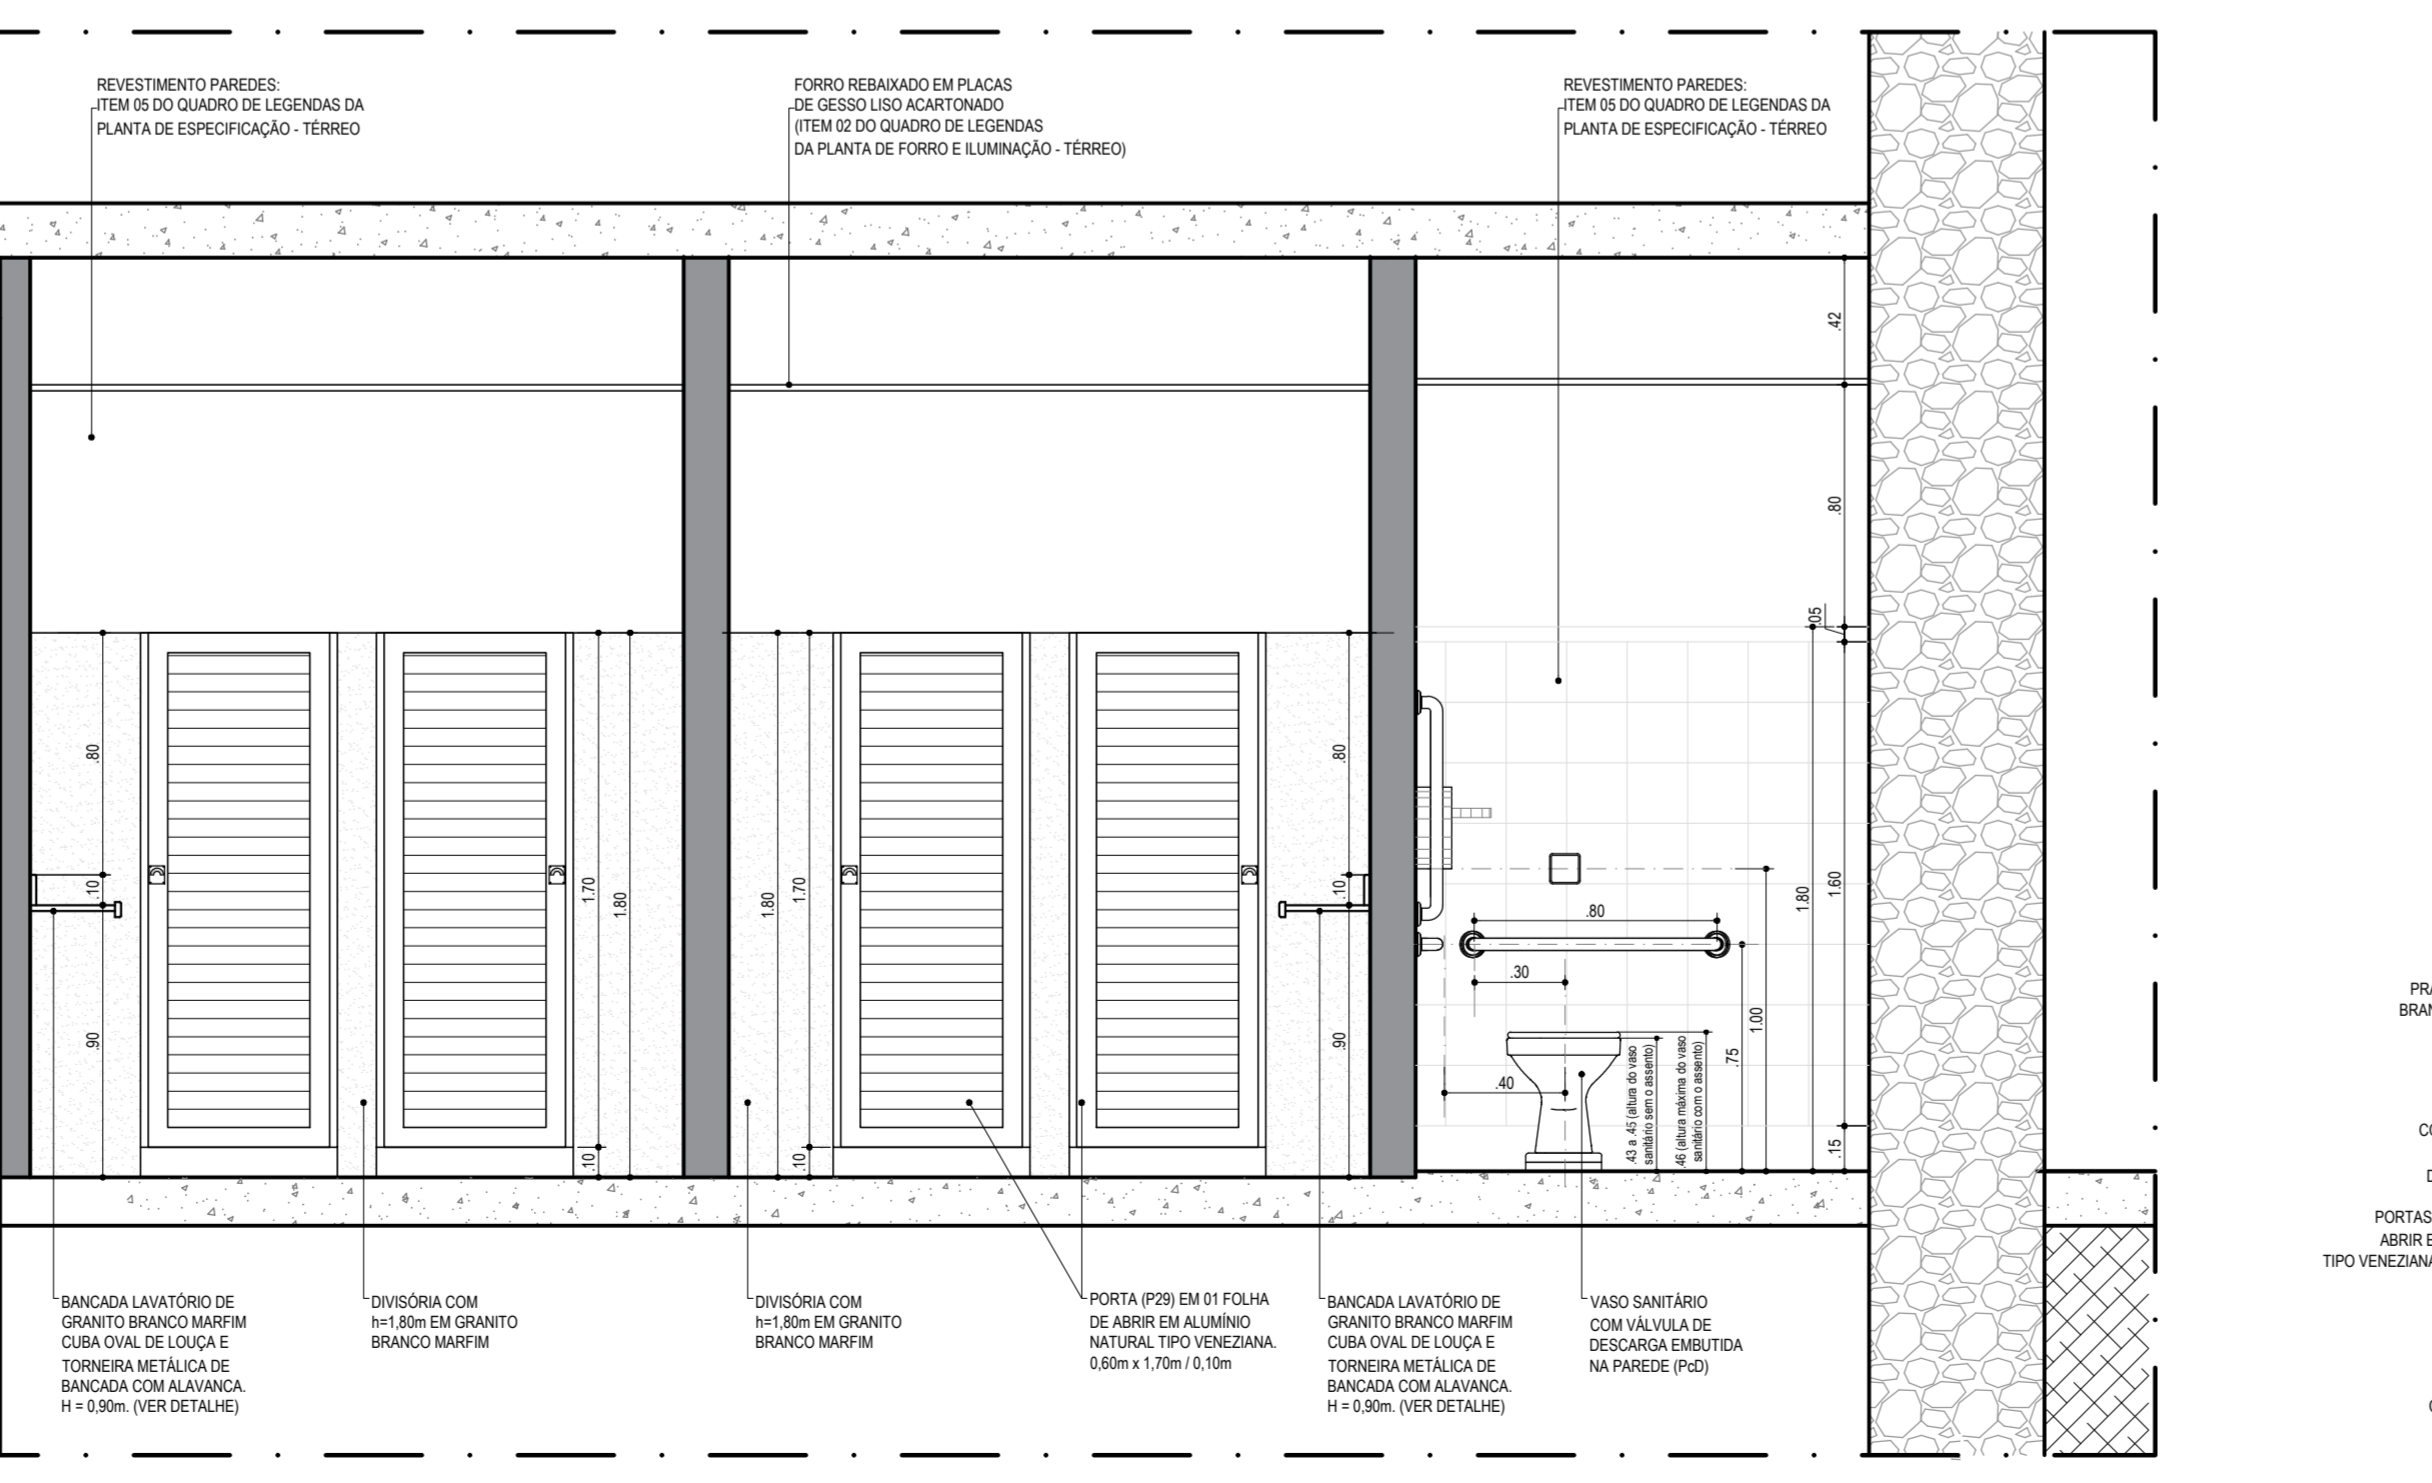 REVESTIMENTO PAREDES:
ITEM 05 DO QUADRO DE LEGENDAS DA
PLANTA DE ESPECIFICAÇÃO - TÉRREO
FORRO REBAIXADO EM PLACAS
DE GESSO LISO ACARTONADO
(ITEM 02 DO QUADRO DE LEGENDAS
DA PLANTA DE FORRO E ILUMINAÇÃO - TÉRREO)
REVESTIMENTO PAREDES:
ITEM 05 DO QUADRO DE LEGENDAS DA
PLANTA DE ESPECIFICAÇÃO - TÉRREO
.80
.10
.90
1.70
1.80
.10
1.80
1.70
.10
.80
.10
.90
.42
.80
.05
1.80
1.60
.15
.80
.30
.40
1.00
.75
.43 a .45 (altura do vaso
sanitário sem o assento)
.46 (altura máxima do vaso
sanitário com o assento)
BANCADA LAVATÓRIO DE
GRANITO BRANCO MARFIM
CUBA OVAL DE LOUÇA E
TORNEIRA METÁLICA DE
BANCADA COM ALAVANCA.
H = 0,90m. (VER DETALHE)
DIVISÓRIA COM
h=1,80m EM GRANITO
BRANCO MARFIM
DIVISÓRIA COM
h=1,80m EM GRANITO
BRANCO MARFIM
PORTA (P29) EM 01 FOLHA
DE ABRIR EM ALUMÍNIO
NATURAL TIPO VENEZIANA.
0,60m x 1,70m / 0,10m
BANCADA LAVATÓRIO DE
GRANITO BRANCO MARFIM
CUBA OVAL DE LOUÇA E
TORNEIRA METÁLICA DE
BANCADA COM ALAVANCA.
H = 0,90m. (VER DETALHE)
VASO SANITÁRIO
COM VÁLVULA DE
DESCARGA EMBUTIDA
NA PAREDE (PcD)
PORTAS
ABRIR
TIPO VENEZIANA